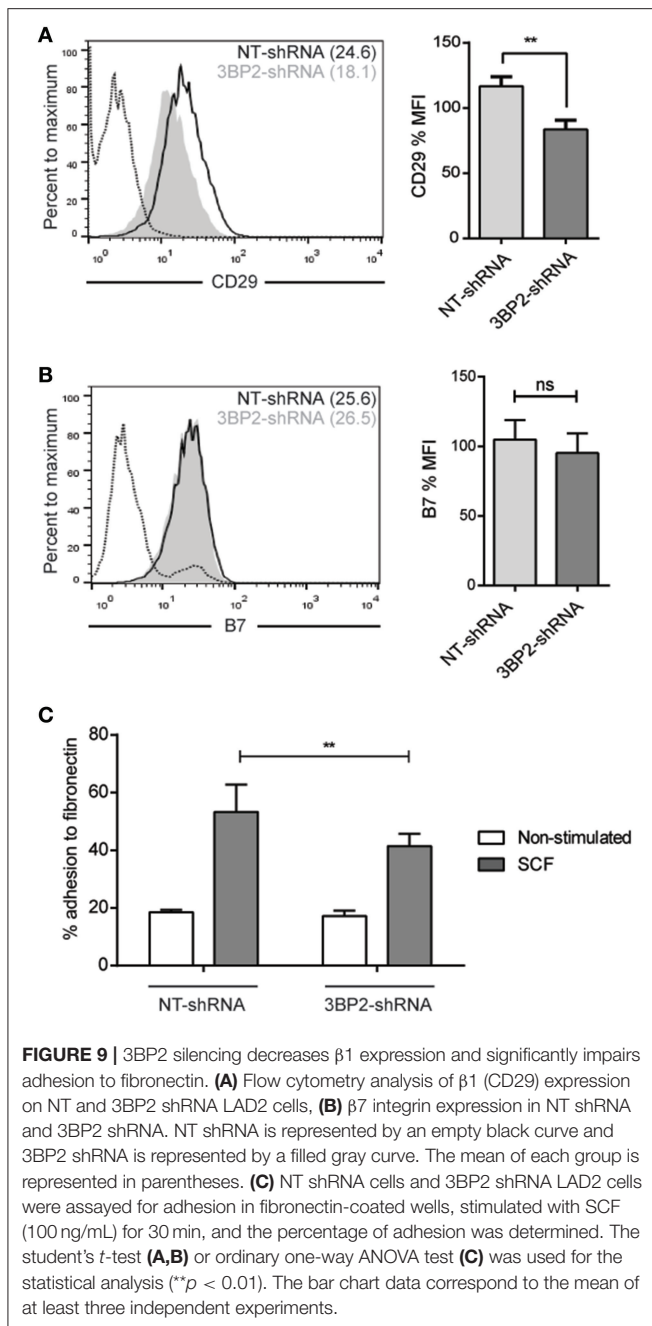 A
NT-shRNA (24.6)
3BP2-shRNA (18.1)
Percent to maximum
100
80
60
40
20
0
10⁰
10¹
10²
10³
10⁴
CD29
CD29 % MFI
150
100
50
0
**
NT-shRNA
3BP2-shRNA
B
NT-shRNA (25.6)
3BP2-shRNA (26.5)
Percent to maximum
100
80
60
40
20
0
10⁰
10¹
10²
10³
10⁴
B7
B7 % MFI
150
100
50
0
ns
NT-shRNA
3BP2-shRNA
C
% adhesion to fibronectin
80
60
40
20
0
**
NT-shRNA
3BP2-shRNA
Non-stimulated
SCF
FIGURE 9 | 3BP2 silencing decreases β1 expression and significantly impairs
adhesion to fibronectin. (A) Flow cytometry analysis of β1 (CD29) expression
on NT and 3BP2 shRNA LAD2 cells, (B) β7 integrin expression in NT shRNA
and 3BP2 shRNA. NT shRNA is represented by an empty black curve and
3BP2 shRNA is represented by a filled gray curve. The mean of each group is
represented in parentheses. (C) NT shRNA cells and 3BP2 shRNA LAD2 cells
were assayed for adhesion in fibronectin-coated wells, stimulated with SCF
(100 ng/mL) for 30 min, and the percentage of adhesion was determined. The
student's t-test (A,B) or ordinary one-way ANOVA test (C) was used for the
statistical analysis (**p < 0.01). The bar chart data correspond to the mean of
at least three independent experiments.